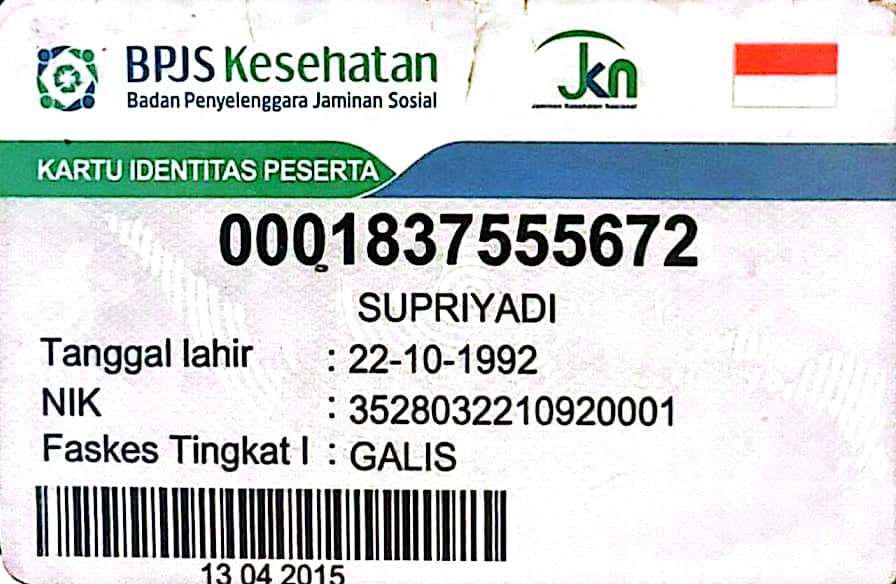 BPJS Kesehatan
Badan Penyelenggara Jaminan Sosial
Jkn
Jaminan Kesehatan Nasional
KARTU IDENTITAS PESERTA
0001837555672
SUPRIYADI
Tanggal lahir : 22-10-1992
NIK : 3528032210920001
Faskes Tingkat I : GALIS
13 04 2015